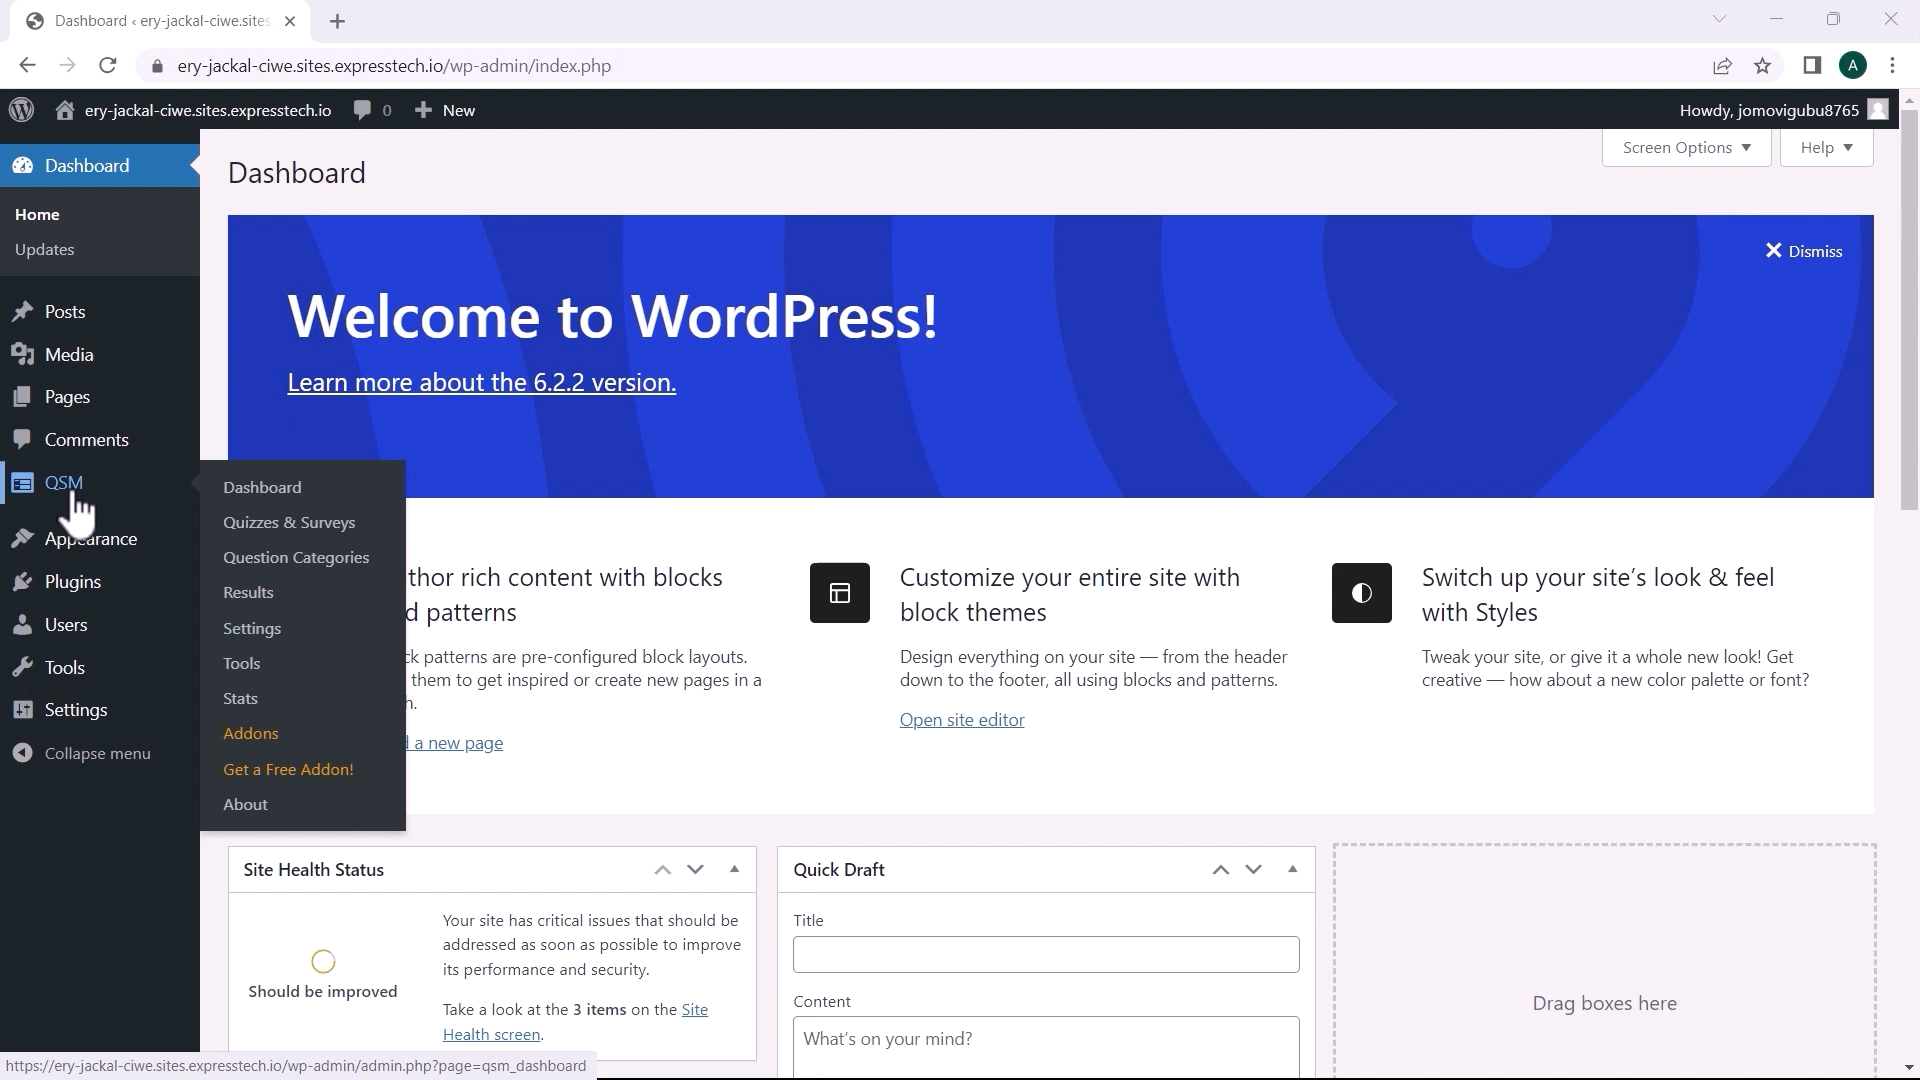 Dashboard ‹ ery-jackal-ciwe.sites
ery-jackal-ciwe.sites.expresstech.io/wp-admin/index.php
A
ery-jackal-ciwe.sites.expresstech.io
0
New
Howdy, jomovigubu8765
Dashboard
Home
Updates
Posts
Media
Pages
Comments
QSM
Appearance
Plugins
Users
Tools
Settings
Collapse menu
Dashboard
Quizzes & Surveys
Question Categories
Results
Settings
Tools
Stats
Addons
Get a Free Addon!
About
Dashboard
Screen Options
Help
Dismiss
Welcome to WordPress!
Learn more about the 6.2.2 version.
thor rich content with blocks
d patterns
ck patterns are pre-configured block layouts.
them to get inspired or create new pages in a
h.
d a new page
Customize your entire site with
block themes
Design everything on your site — from the header
down to the footer, all using blocks and patterns.
Open site editor
Switch up your site’s look & feel
with Styles
Tweak your site, or give it a whole new look! Get
creative — how about a new color palette or font?
Site Health Status
Should be improved
Your site has critical issues that should be
addressed as soon as possible to improve
its performance and security.
Take a look at the 3 items on the Site
Health screen.
Quick Draft
Title
Content
What’s on your mind?
Drag boxes here
https://ery-jackal-ciwe.sites.expresstech.io/wp-admin/admin.php?page=qsm_dashboard